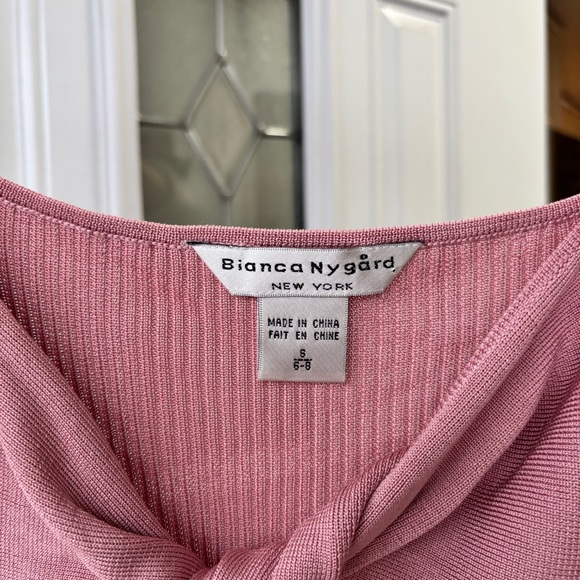 Bianca Nygård
NEW YORK
MADE IN CHINA
FAIT EN CHINE
S
6-8